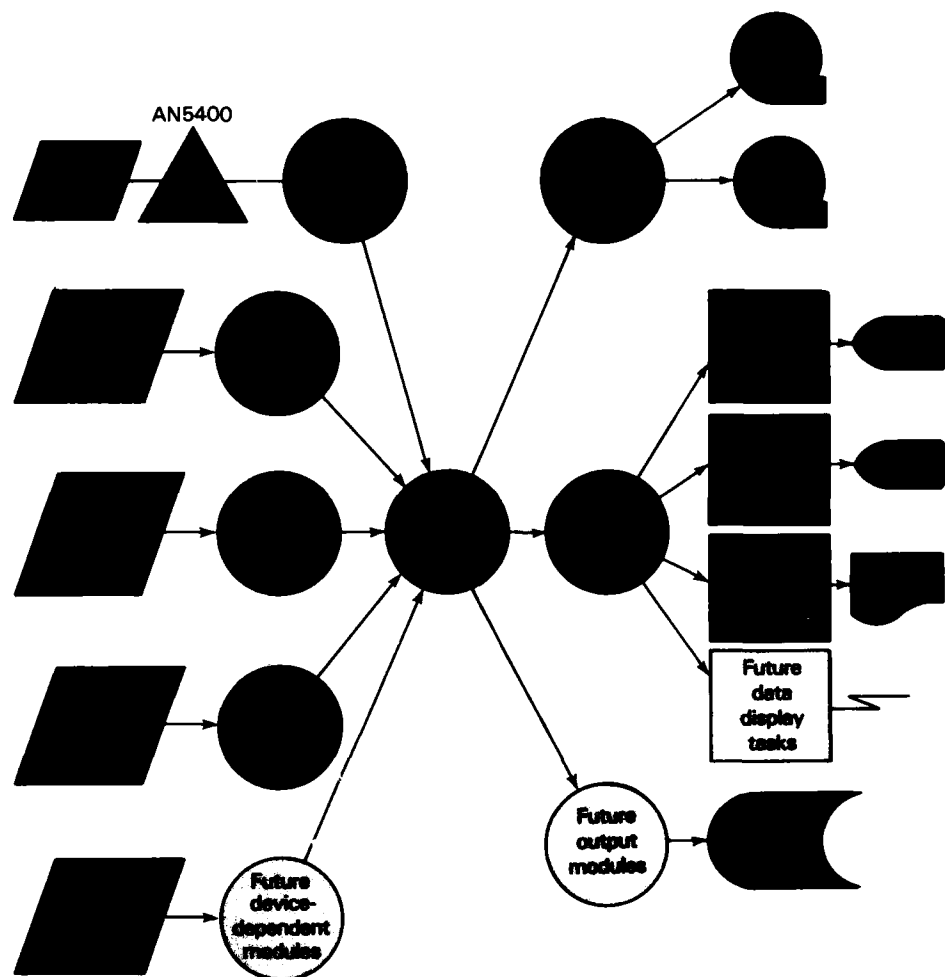 AN5400
Future
data
display
tasks
Future
output
modules
Future
device-
dependent
modules